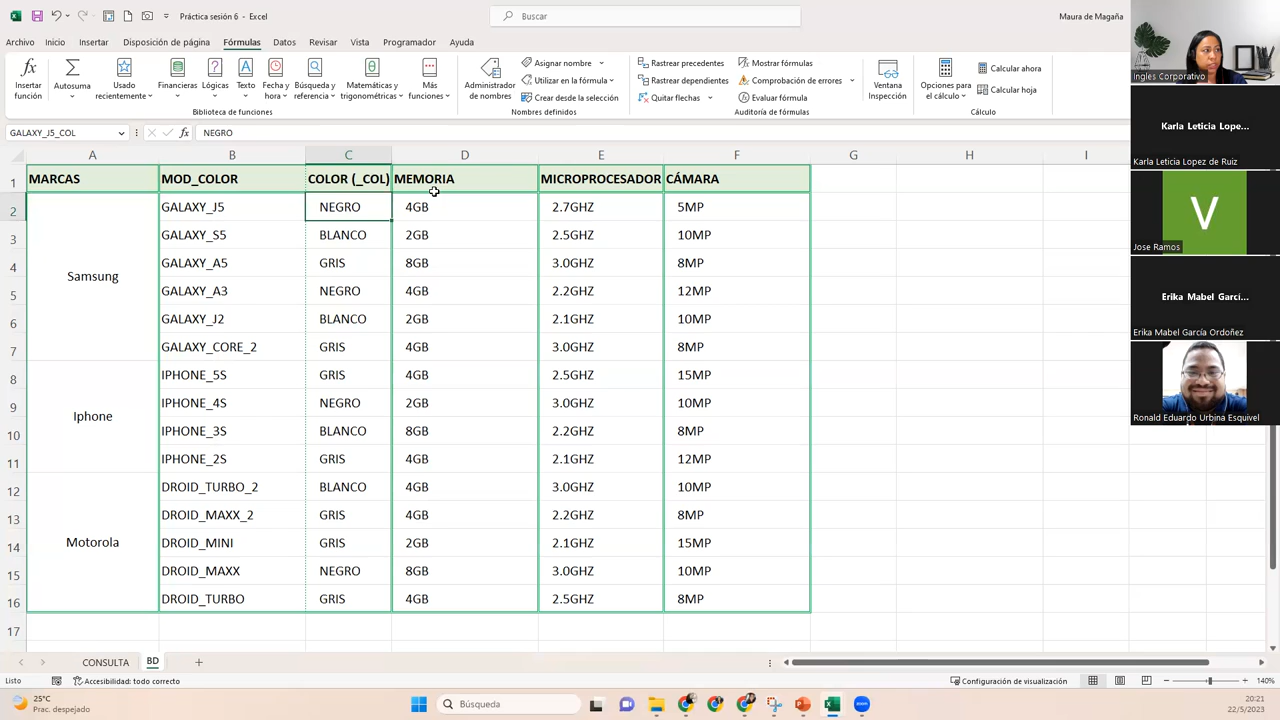 Práctica sesión 6 - Excel
Buscar
Maura de Magaña
Archivo Inicio Insertar Disposición de página Fórmulas Datos Revisar Vista Programador Ayuda
Insertar función
Autosuma
Usado recientemente
Financieras
Lógicas
Texto
Fecha y hora
Búsqueda y referencia
Matemáticas y trigonométricas
Más funciones
Biblioteca de funciones
Administrador de nombres
Asignar nombre
Utilizar en la fórmula
Crear desde la selección
Nombres definidos
Rastrear precedentes
Rastrear dependientes
Quitar flechas
Mostrar fórmulas
Comprobación de errores
Evaluar fórmula
Auditoría de fórmulas
Ventana Inspección
Opciones para el cálculo
Calcular ahora
Calcular hoja
Cálculo
GALAXY_J5_COL
fx
NEGRO
A B C D E F G H I
1 MARCAS MOD_COLOR COLOR (_COL) MEMORIA MICROPROCESADOR CÁMARA
2 GALAXY_J5 NEGRO 4GB 2.7GHZ 5MP
3 GALAXY_S5 BLANCO 2GB 2.5GHZ 10MP
4 GALAXY_A5 GRIS 8GB 3.0GHZ 8MP
Samsung
5 GALAXY_A3 NEGRO 4GB 2.2GHZ 12MP
6 GALAXY_J2 BLANCO 2GB 2.1GHZ 10MP
7 GALAXY_CORE_2 GRIS 4GB 3.0GHZ 8MP
8 IPHONE_5S GRIS 4GB 2.5GHZ 15MP
9 IPHONE_4S NEGRO 2GB 3.0GHZ 10MP
Iphone
10 IPHONE_3S BLANCO 8GB 2.2GHZ 8MP
11 IPHONE_2S GRIS 4GB 2.1GHZ 12MP
12 DROID_TURBO_2 BLANCO 4GB 3.0GHZ 10MP
13 DROID_MAXX_2 GRIS 4GB 2.2GHZ 8MP
14 Motorola DROID_MINI GRIS 2GB 2.1GHZ 15MP
15 DROID_MAXX NEGRO 8GB 3.0GHZ 10MP
16 DROID_TURBO GRIS 4GB 2.5GHZ 8MP
17
CONSULTA BD
Listo
Accesibilidad: todo correcto
Configuración de visualización
140%
25°C
Prac. despejado
Búsqueda
20:21
22/5/2023
Ingles Corporativo
Karla Leticia Lope...
Karla Leticia Lopez de Ruiz
V
Jose Ramos
Erika Mabel Garcí...
Erika Mabel García Ordoñez
Ronald Eduardo Urbina Esquivel